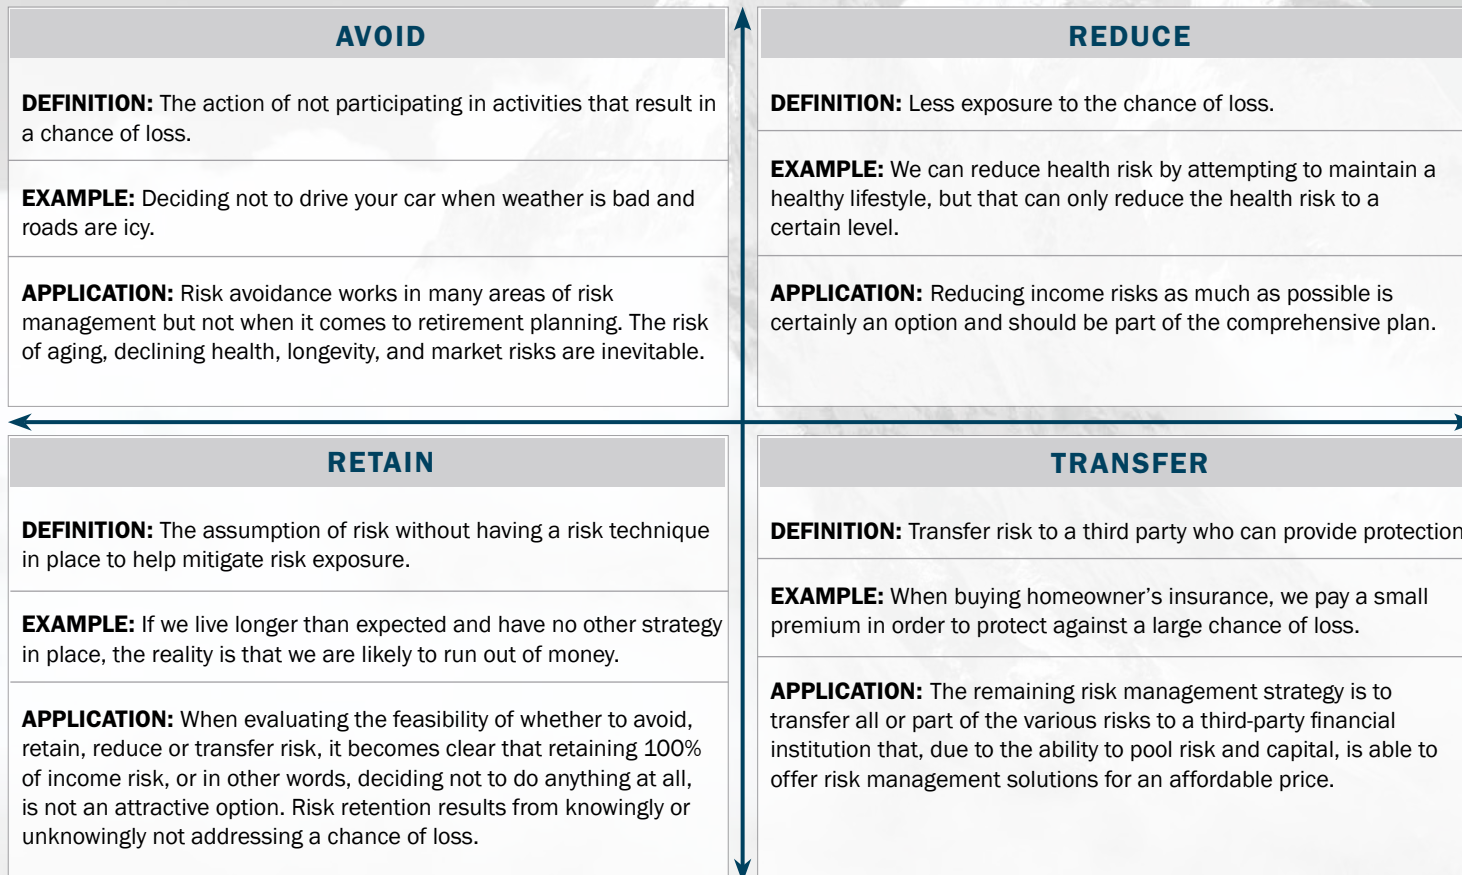 AVOID
DEFINITION: The action of not participating in activities that result in
a chance of loss.
EXAMPLE: Deciding not to drive your car when weather is bad and
roads are icy.
APPLICATION: Risk avoidance works in many areas of risk
management but not when it comes to retirement planning. The risk
of aging, declining health, longevity, and market risks are inevitable.
REDUCE
DEFINITION: Less exposure to the chance of loss.
EXAMPLE: We can reduce health risk by attempting to maintain a
healthy lifestyle, but that can only reduce the health risk to a
certain level.
APPLICATION: Reducing income risks as much as possible is
certainly an option and should be part of the comprehensive plan.
RETAIN
DEFINITION: The assumption of risk without having a risk technique
in place to help mitigate risk exposure.
EXAMPLE: If we live longer than expected and have no other strategy
in place, the reality is that we are likely to run out of money.
APPLICATION: When evaluating the feasibility of whether to avoid,
retain, reduce or transfer risk, it becomes clear that retaining 100%
of income risk, or in other words, deciding not to do anything at all,
is not an attractive option. Risk retention results from knowingly or
unknowingly not addressing a chance of loss.
TRANSFER
DEFINITION: Transfer risk to a third party who can provide protection
EXAMPLE: When buying homeowner’s insurance, we pay a small
premium in order to protect against a large chance of loss.
APPLICATION: The remaining risk management strategy is to
transfer all or part of the various risks to a third-party financial
institution that, due to the ability to pool risk and capital, is able to
offer risk management solutions for an affordable price.